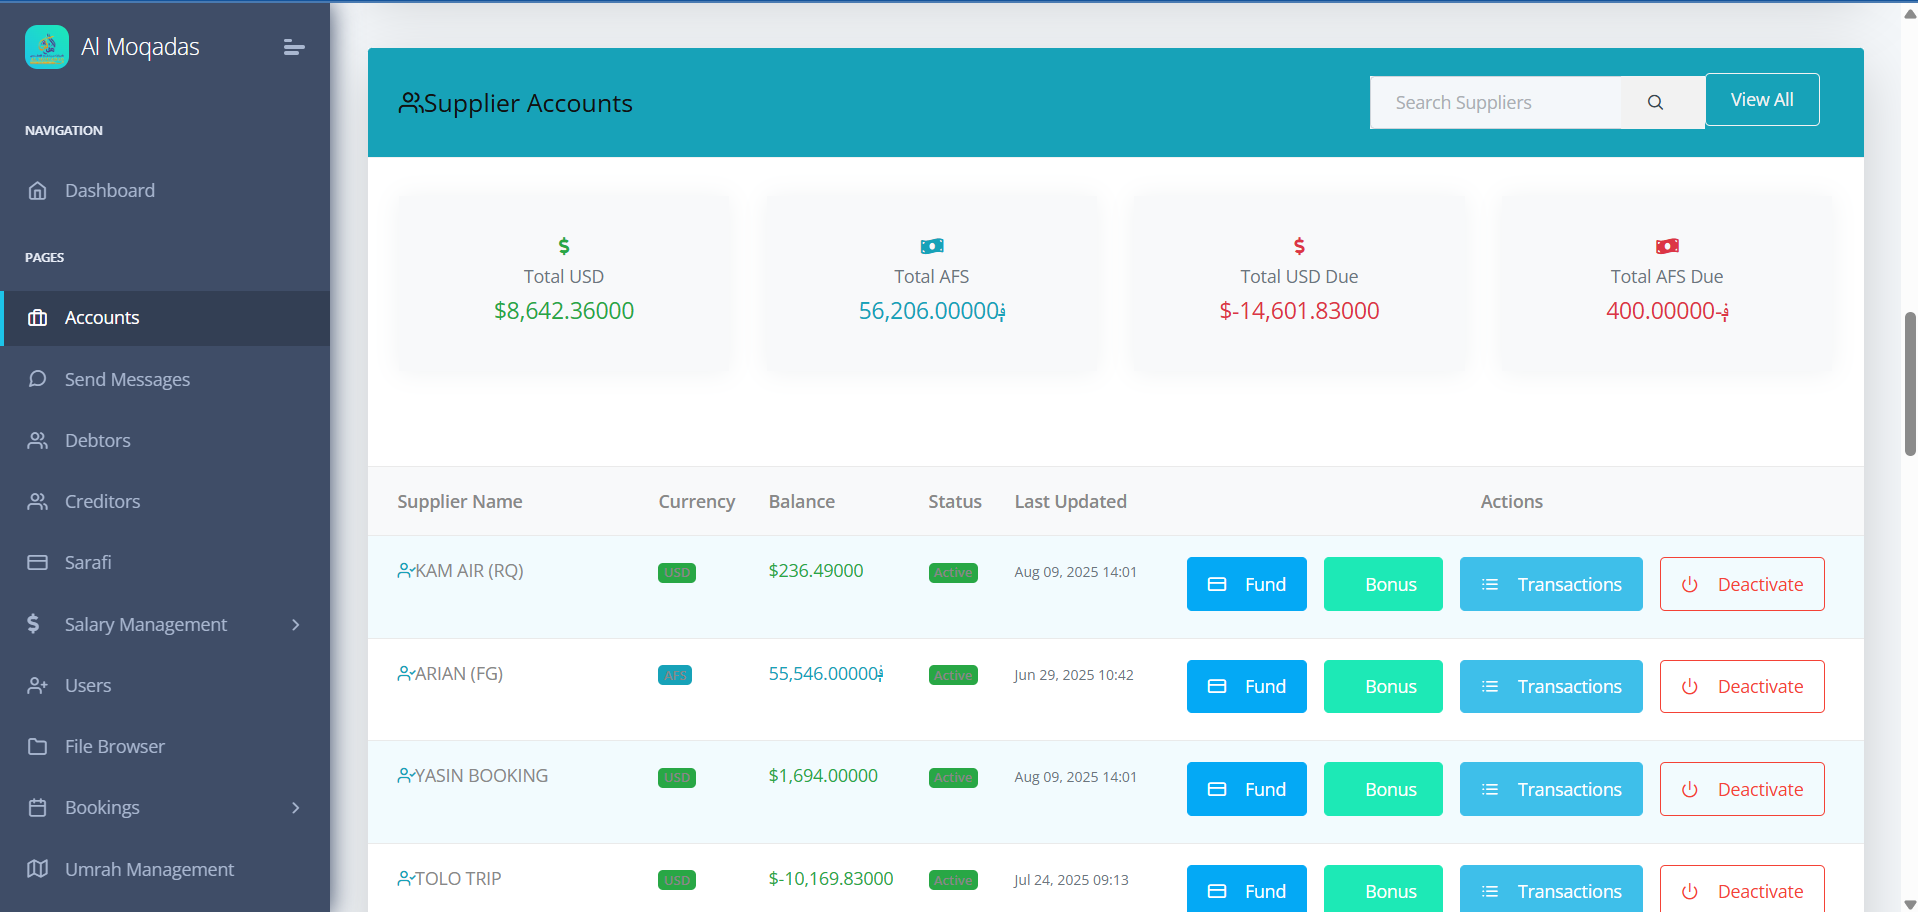 Al Moqadas
NAVIGATION
Dashboard
PAGES
Accounts
Send Messages
Debtors
Creditors
Sarafi
Salary Management
Users
File Browser
Bookings
Umrah Management
Supplier Accounts
Search Suppliers
View All
Total USD
$8,642.36000
Total AFS
56,206.00000؋
Total USD Due
$-14,601.83000
Total AFS Due
400.00000-؋
Supplier Name Currency Balance Status Last Updated Actions
KAM AIR (RQ) USD $236.49000 Active Aug 09, 2025 14:01 Fund Bonus Transactions Deactivate
ARIAN (FG) AFS 55,546.00000؋ Active Jun 29, 2025 10:42 Fund Bonus Transactions Deactivate
YASIN BOOKING USD $1,694.00000 Active Aug 09, 2025 14:01 Fund Bonus Transactions Deactivate
TOLO TRIP USD $-10,169.83000 Active Jul 24, 2025 09:13 Fund Bonus Transactions Deactivate